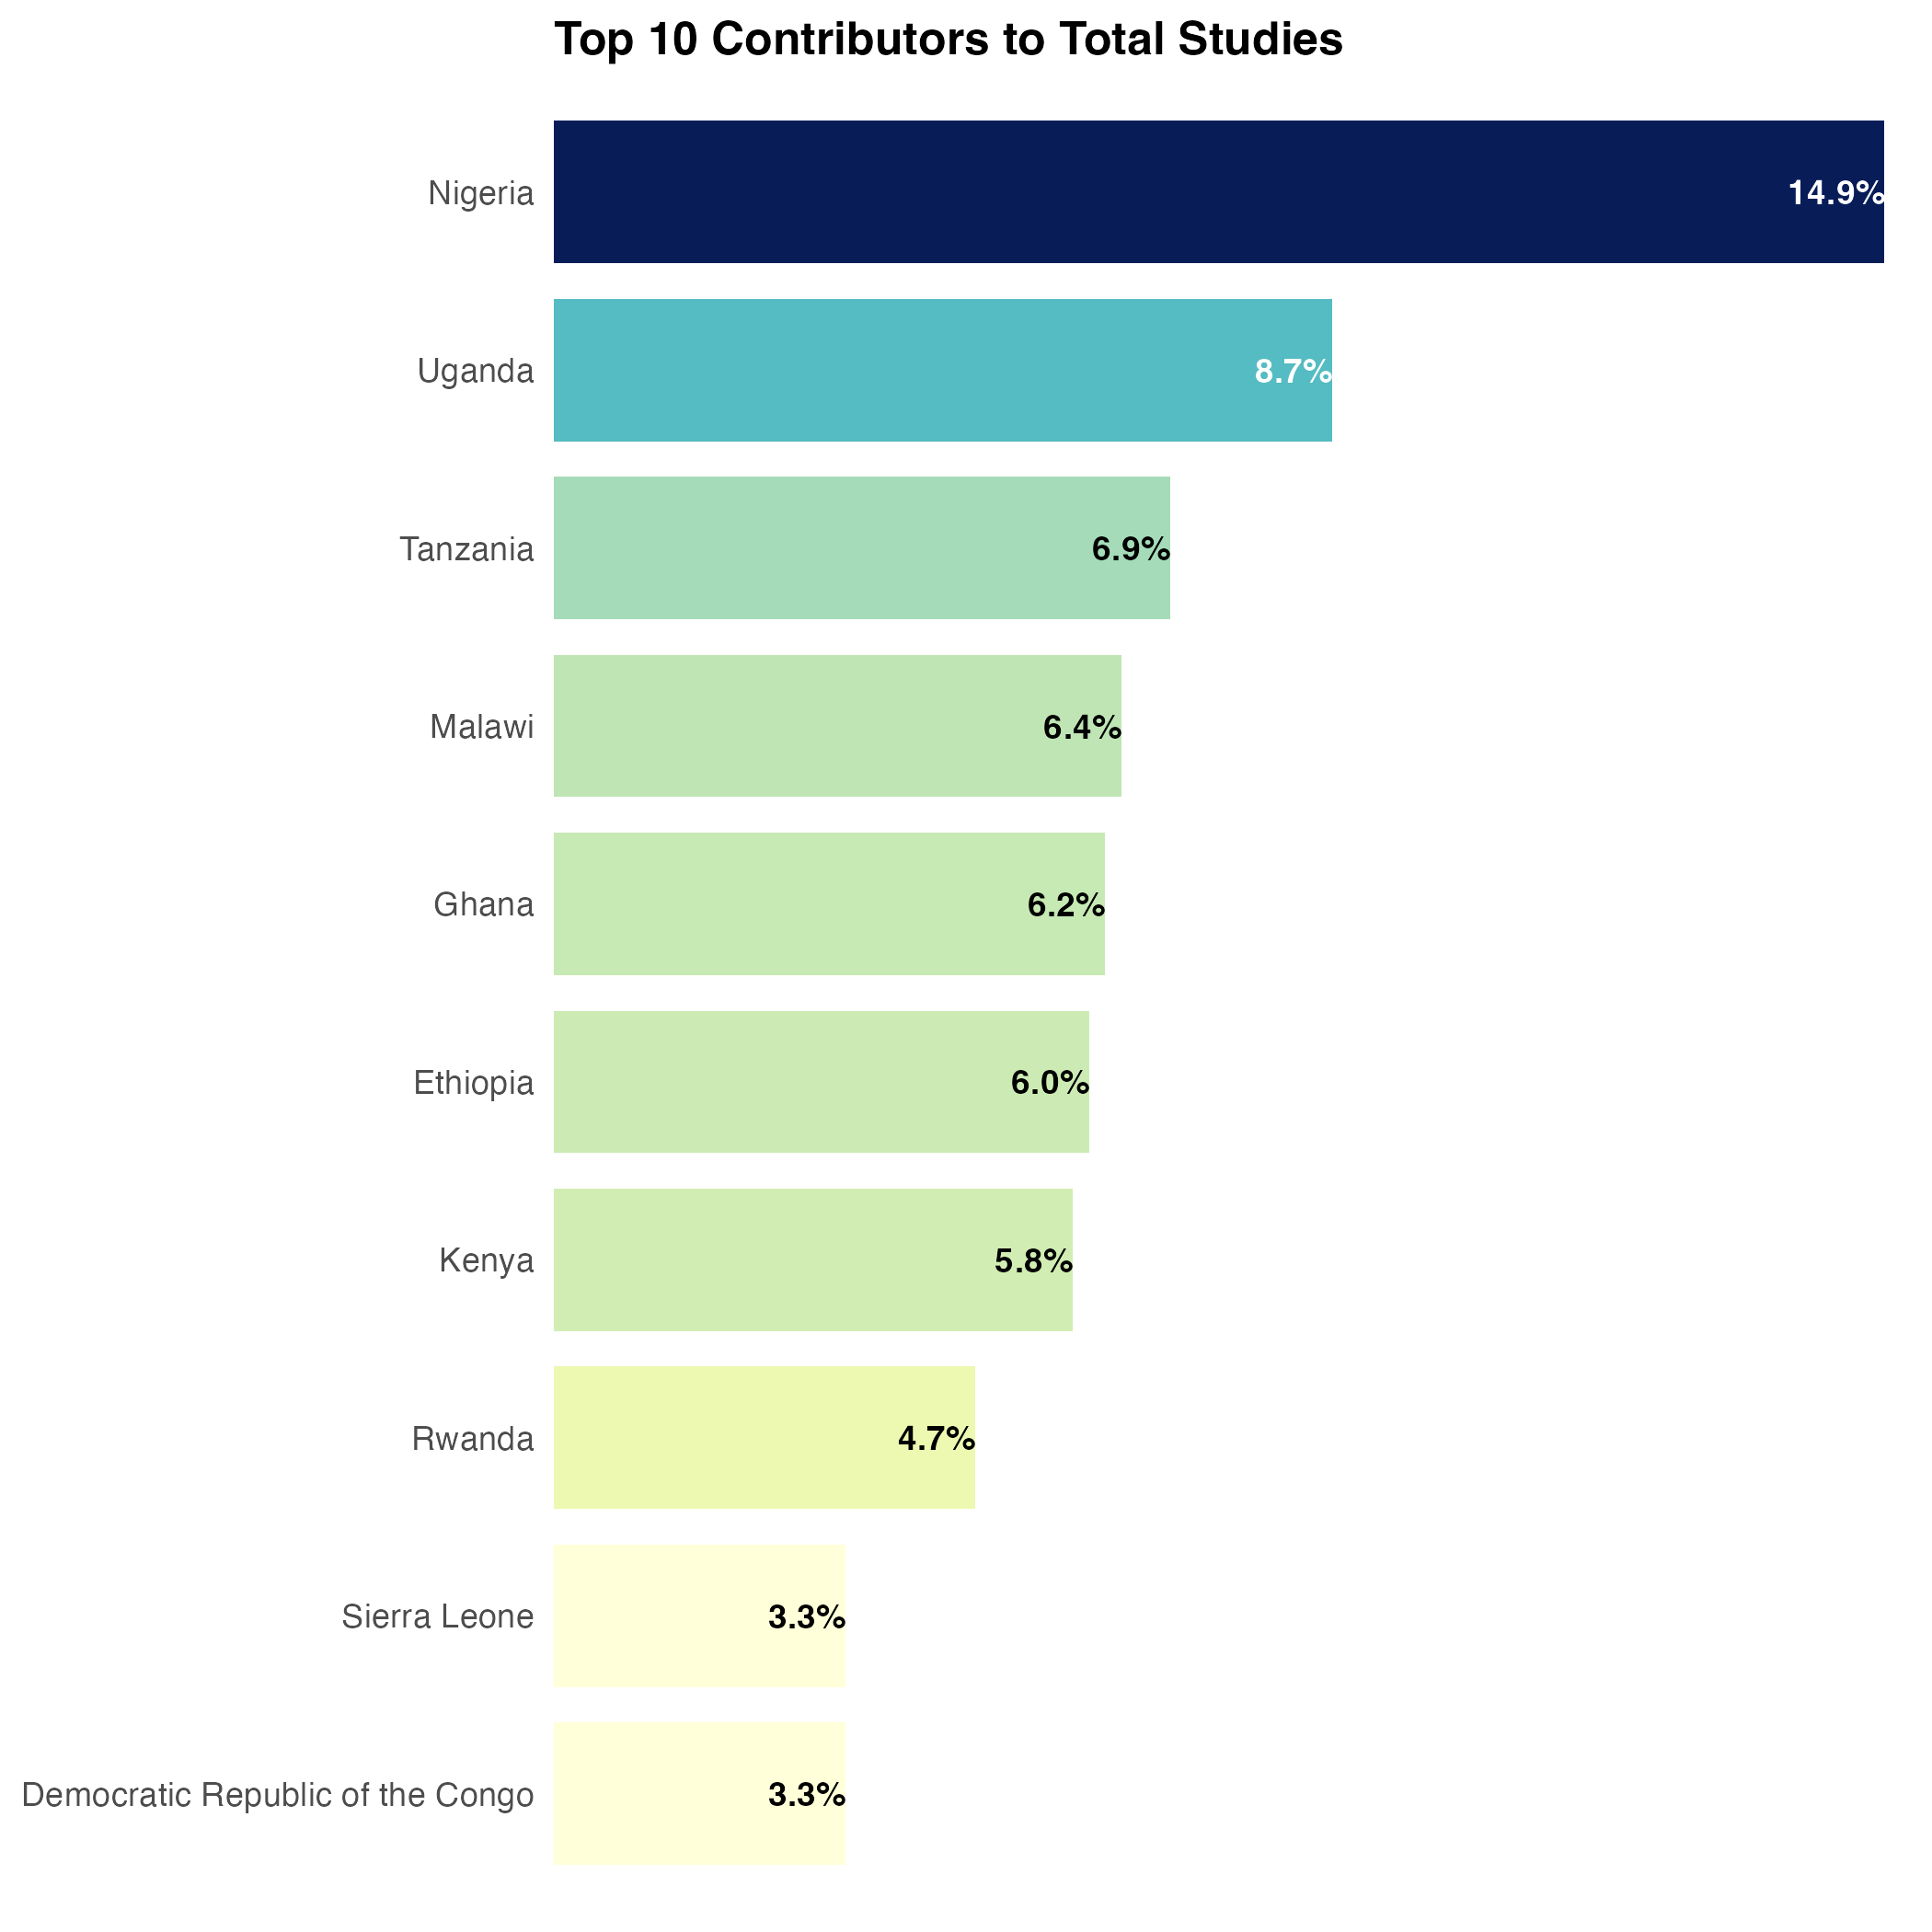 Top 10 Contributors to Total Studies
Nigeria 14.9%
Uganda 8.7%
Tanzania 6.9%
Malawi 6.4%
Ghana 6.2%
Ethiopia 6.0%
Kenya 5.8%
Rwanda 4.7%
Sierra Leone 3.3%
Democratic Republic of the Congo 3.3%